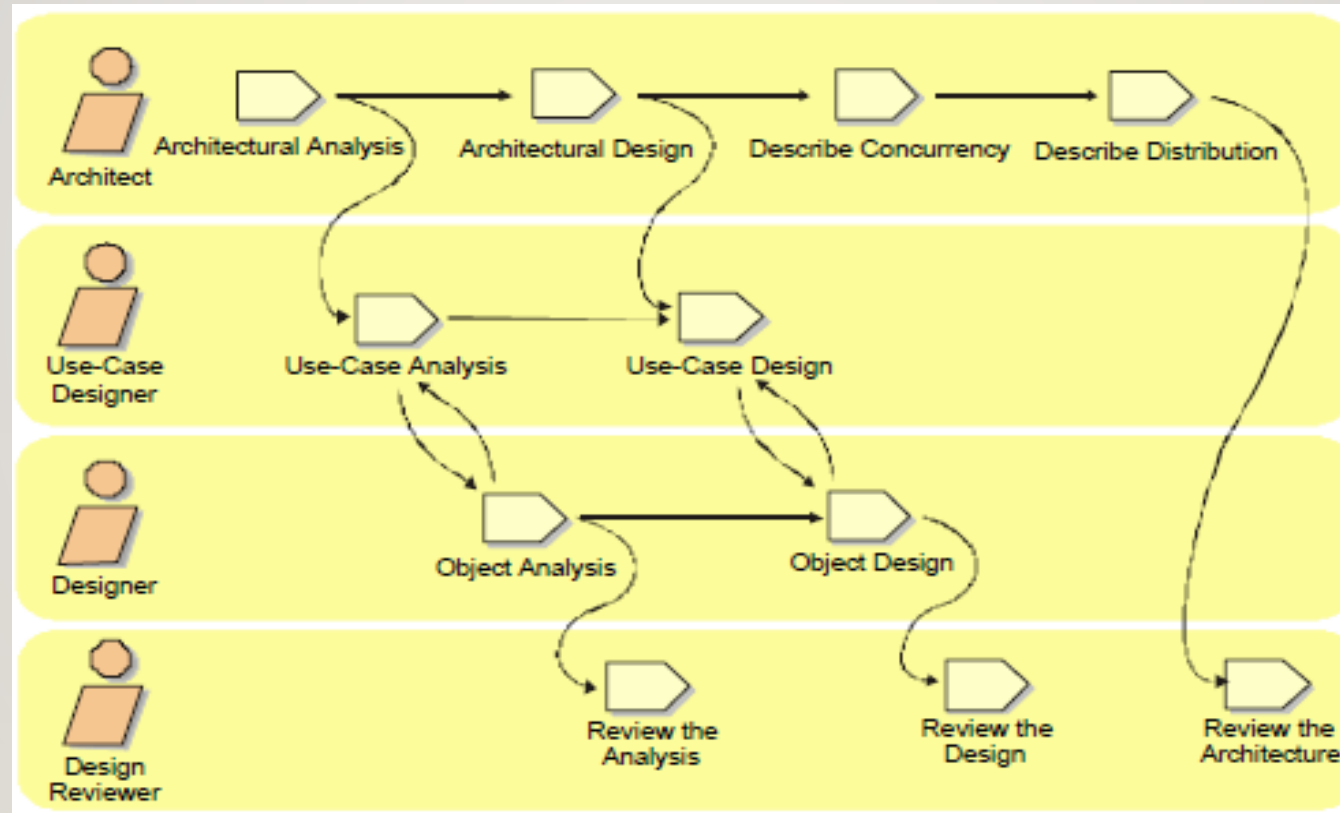 Architectural Analysis
Architectural Design
Describe Concurrency
Describe Distribution
Architect
Use-Case
Designer
Use-Case Analysis
Use-Case Design
Designer
Object Analysis
Object Design
Design
Reviewer
Review the
Analysis
Review the
Design
Review the
Architecture